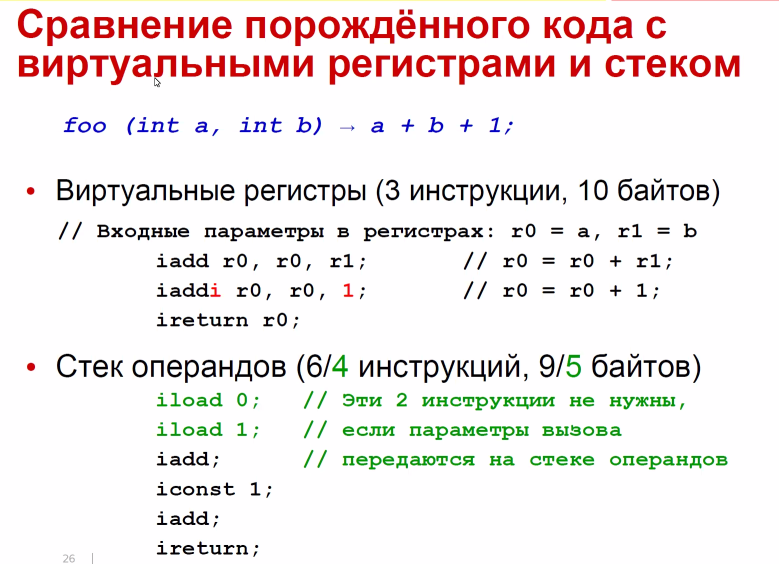 Сравнение порождённого кода с
виртуальными регистрами и стеком
foo (int a, int b) → a + b + 1;
• Виртуальные регистры (3 инструкции, 10 байтов)
// Входные параметры в регистрах: r0 = a, r1 = b
iadd r0, r0, r1; // r0 = r0 + r1;
iaddi r0, r0, 1; // r0 = r0 + 1;
ireturn r0;
• Стек операндов (6/4 инструкций, 9/5 байтов)
iload 0; // Эти 2 инструкции не нужны,
iload 1; // если параметры вызова
iadd; // передаются на стеке операндов
iconst 1;
iadd;
ireturn;
26 |